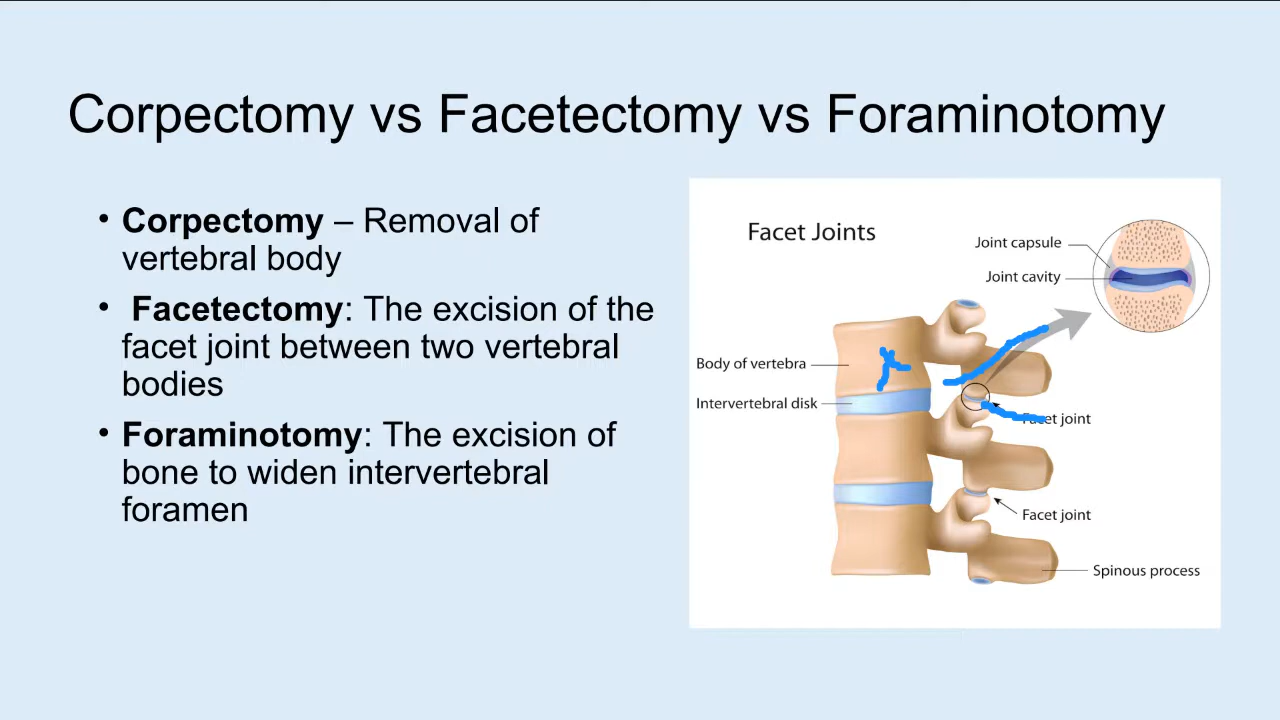 Corpectomy vs Facetectomy vs Foraminotomy
• Corpectomy – Removal of
vertebral body
• Facetectomy: The excision of the
facet joint between two vertebral
bodies
• Foraminotomy: The excision of
bone to widen intervertebral
foramen
Facet Joints
Joint capsule
Joint cavity
Body of vertebra
Intervertebral disk
Facet joint
Facet joint
Spinous process